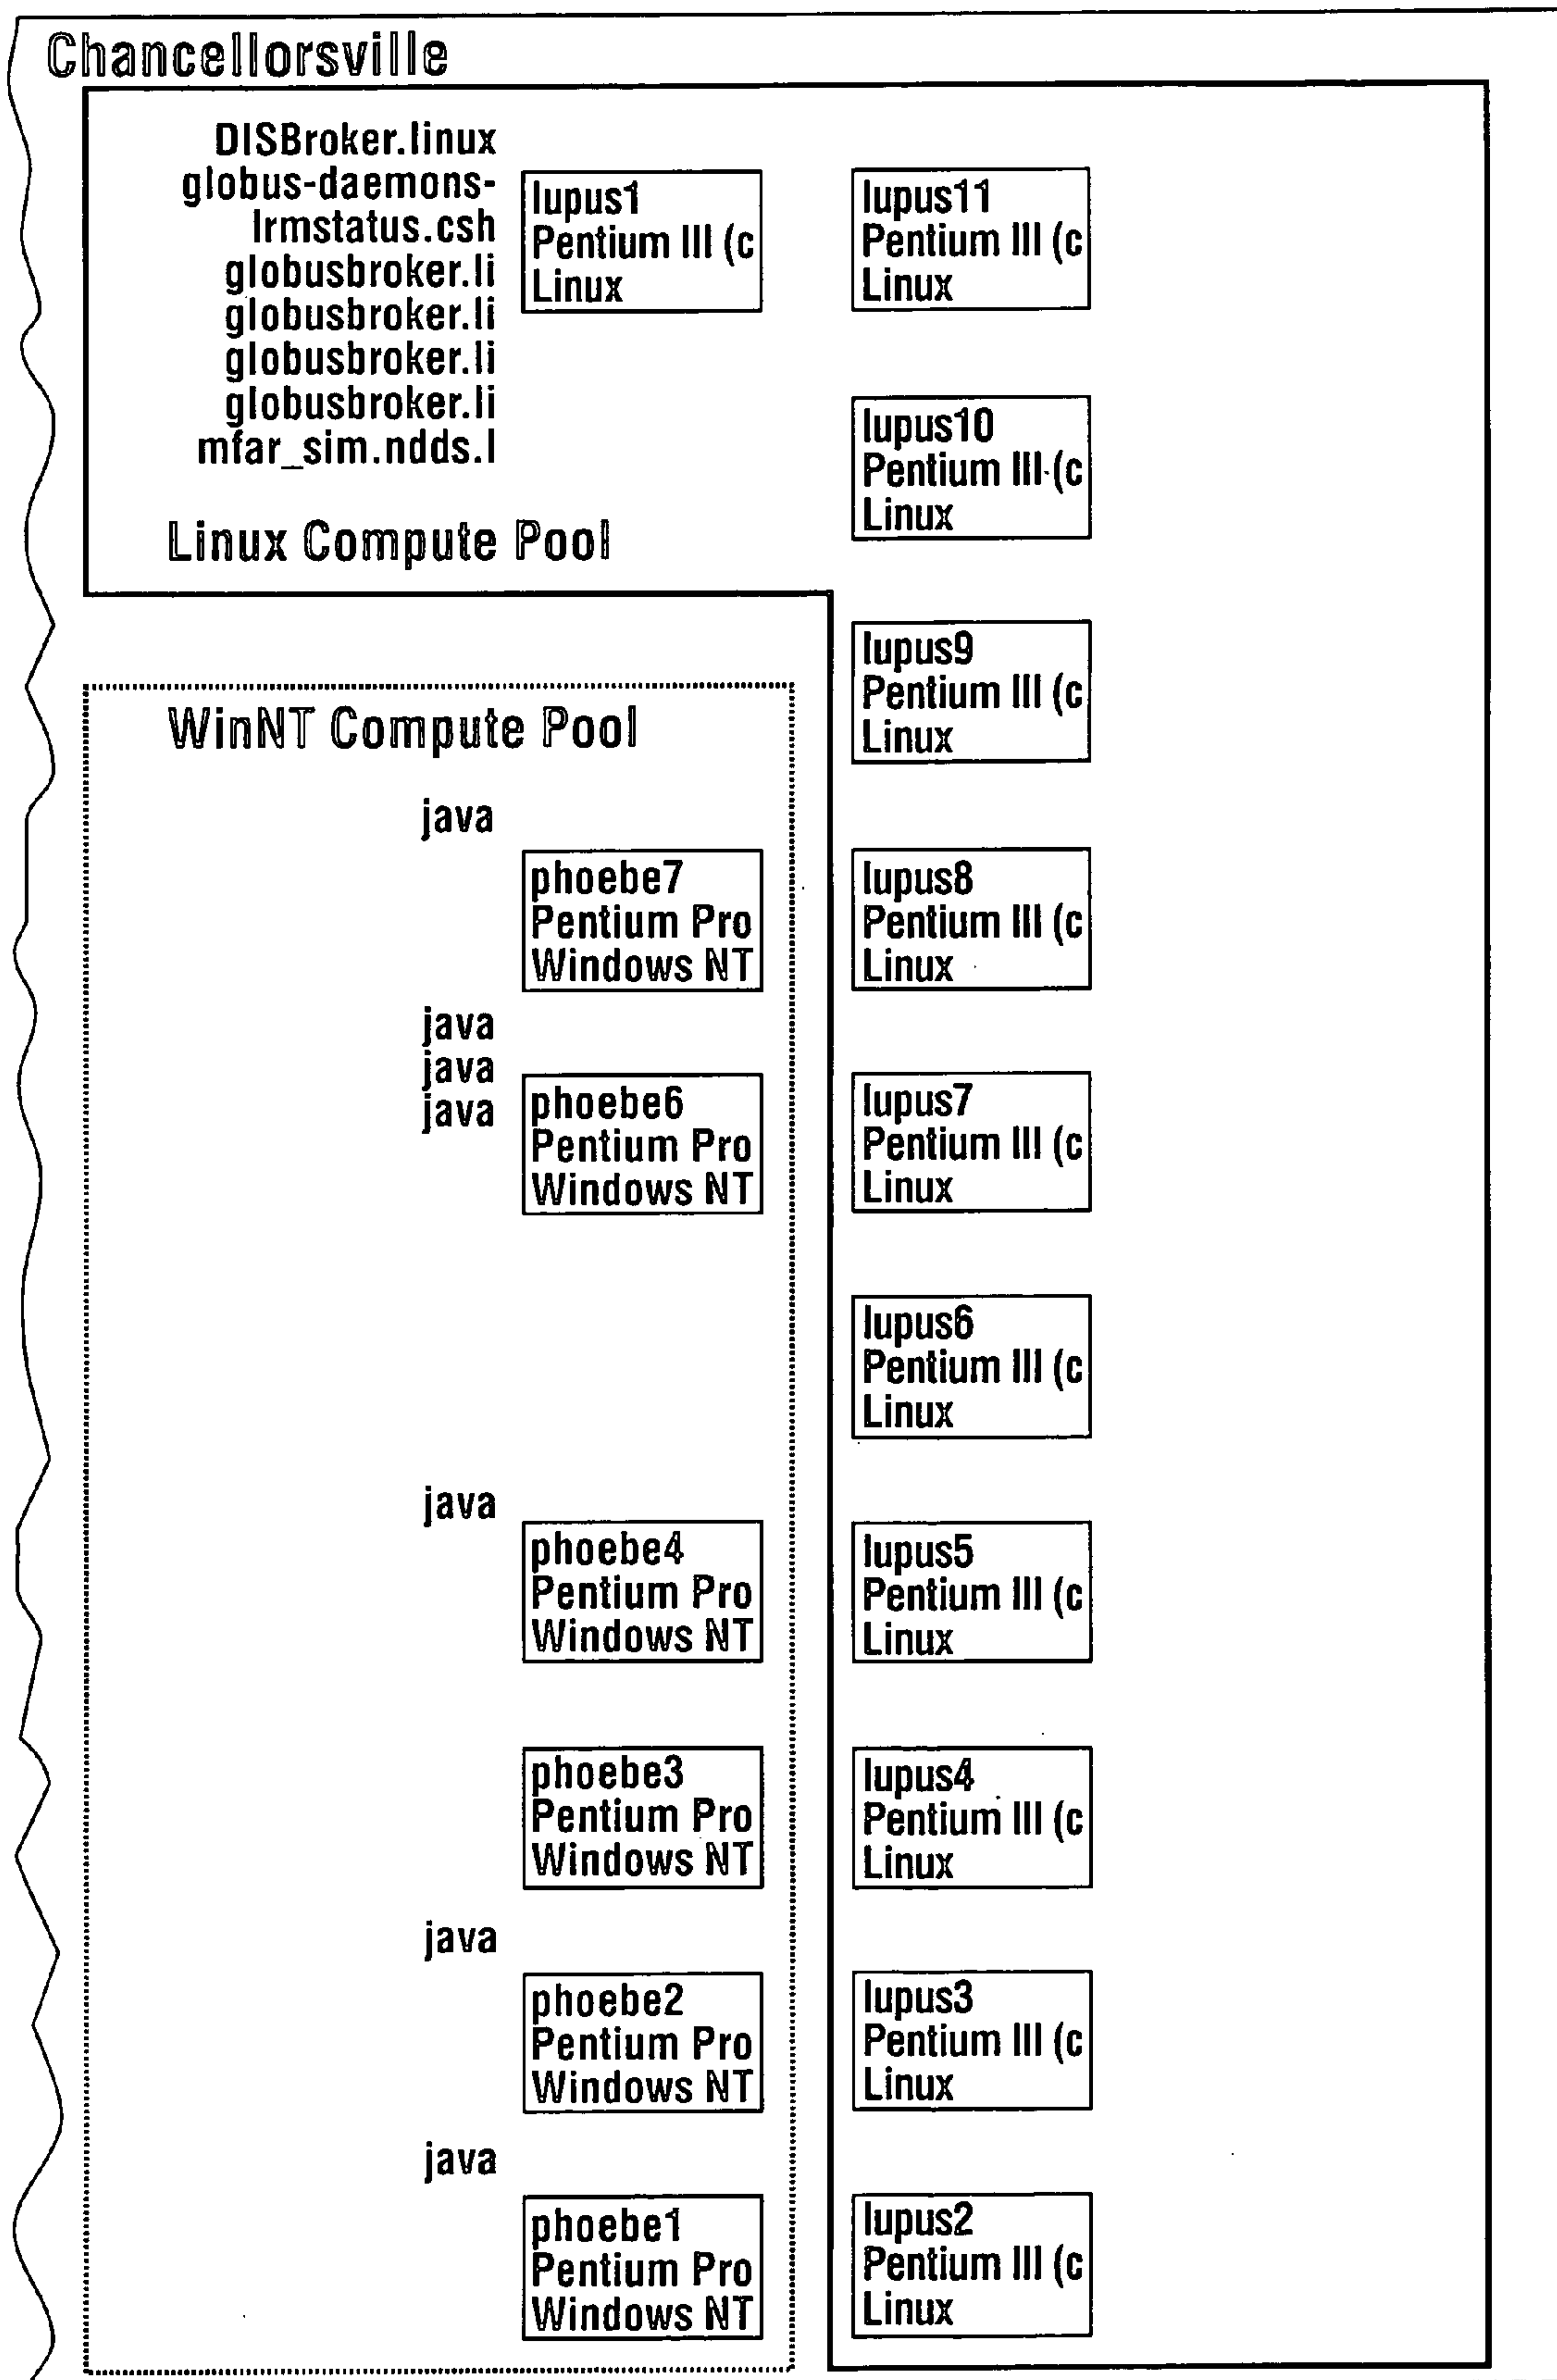 Chancellorsville
DISBroker.linux
globus-daemons-
lrmstatus.csh
globusbroker.li
globusbroker.li
globusbroker.li
globusbroker.li
mfar_sim.ndds.l
lupus1
Pentium III (c
Linux
Linux Compute Pool
lupus11
Pentium III (c
Linux
lupus10
Pentium III (c
Linux
lupus9
Pentium III (c
Linux
lupus8
Pentium III (c
Linux
lupus7
Pentium III (c
Linux
lupus6
Pentium III (c
Linux
lupus5
Pentium III (c
Linux
lupus4
Pentium III (c
Linux
lupus3
Pentium III (c
Linux
lupus2
Pentium III (c
Linux
WinNT Compute Pool
java
phoebe7
Pentium Pro
Windows NT
java
java
java
phoebe6
Pentium Pro
Windows NT
java
phoebe4
Pentium Pro
Windows NT
phoebe3
Pentium Pro
Windows NT
java
phoebe2
Pentium Pro
Windows NT
java
phoebe1
Pentium Pro
Windows NT